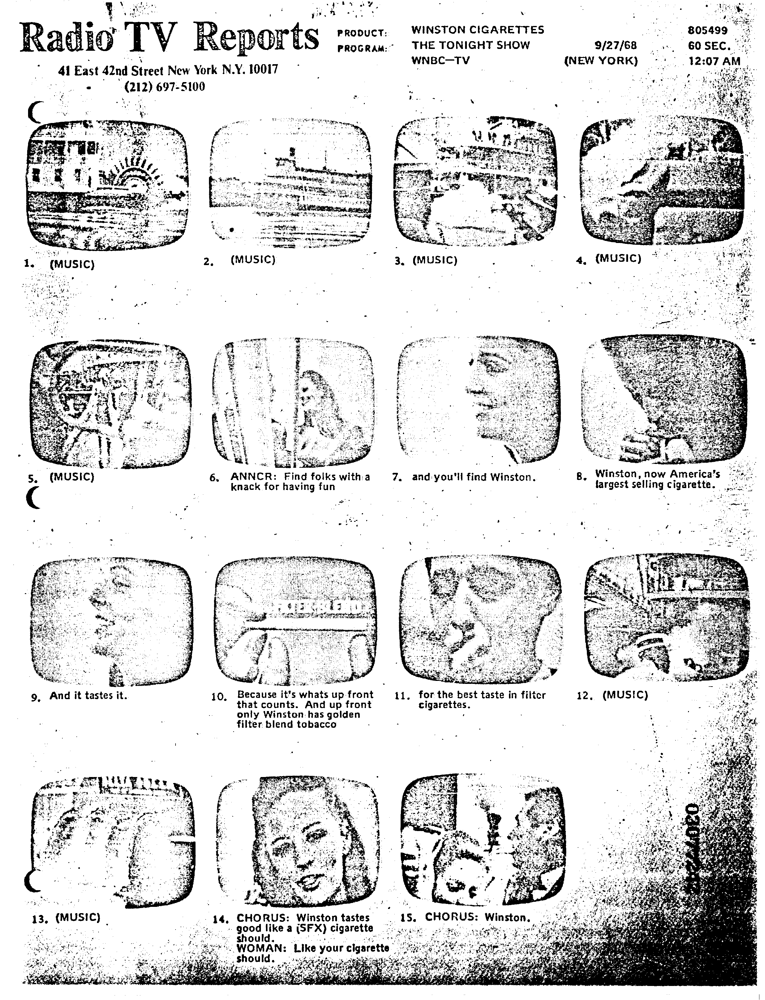 Radio TV Reports
PRODUCT: WINSTON CIGARETTES 805499
PROGRAM: THE TONIGHT SHOW 9/27/68 60 SEC.
WNBC—TV (NEW YORK) 12:07 AM
41 East 42nd Street New York N.Y. 10017
(212) 697-5100
1. (MUSIC)
2. (MUSIC)
3. (MUSIC)
4. (MUSIC)
5. (MUSIC)
6. ANNCR: Find folks with a
knack for having fun
7. and you'll find Winston.
8. Winston, now America's
largest selling cigarette.
9. And it tastes it.
FILTER-BLEND
10. Because it's whats up front
that counts. And up front
only Winston has golden
filter blend tobacco
11. for the best taste in filter
cigarettes.
12. (MUSIC)
13. (MUSIC)
14. CHORUS: Winston tastes
good like a (SFX) cigarette
should.
WOMAN: Like your cigarette
should.
15. CHORUS: Winston.